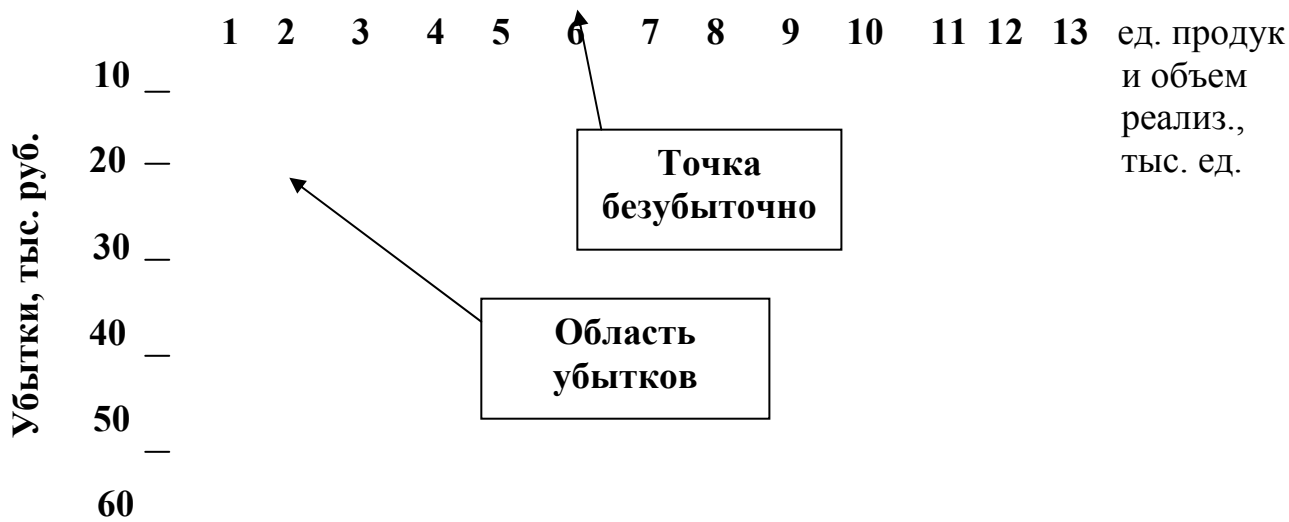 1 2 3 4 5 6 7 8 9 10 11 12 13 ед. продук
и объем
реализ.,
тыс. ед.
10
20
30
40
50
60
Убытки, тыс. руб.
Точка
безубыточно
Область
убытков